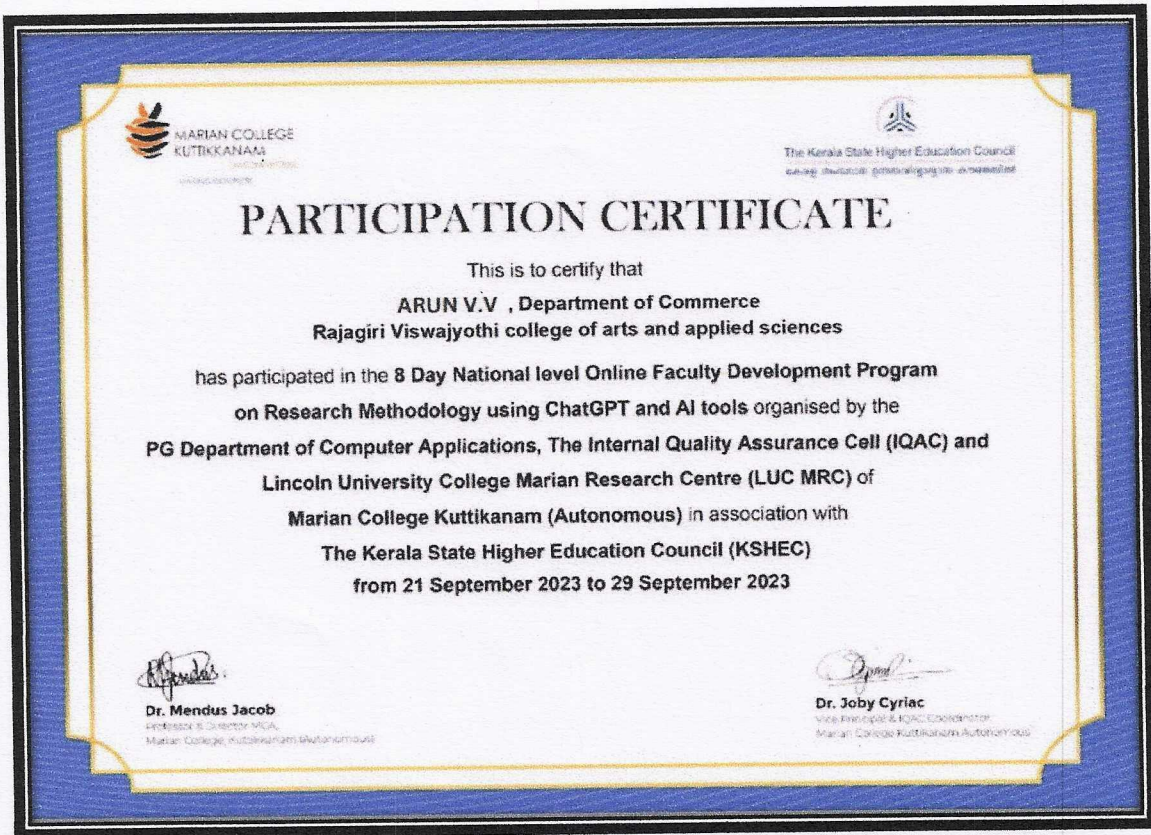 MARIAN COLLEGE
KUTTIKKANAM
The Kerala State Higher Education Council
PARTICIPATION CERTIFICATE
This is to certify that
ARUN V.V , Department of Commerce
Rajagiri Viswajyothi college of arts and applied sciences
has participated in the 8 Day National level Online Faculty Development Program
on Research Methodology using ChatGPT and AI tools organised by the
PG Department of Computer Applications, The Internal Quality Assurance Cell (IQAC) and
Lincoln University College Marian Research Centre (LUC MRC) of
Marian College Kuttikanam (Autonomous) in association with
The Kerala State Higher Education Council (KSHEC)
from 21 September 2023 to 29 September 2023
Dr. Mendus Jacob
Professor & Director MCA,
Marian College, Kuttikkanam (Autonomous)
Dr. Joby Cyriac
Vice Principal & IQAC Coordinator
Marian College Kuttikanam Autonomous